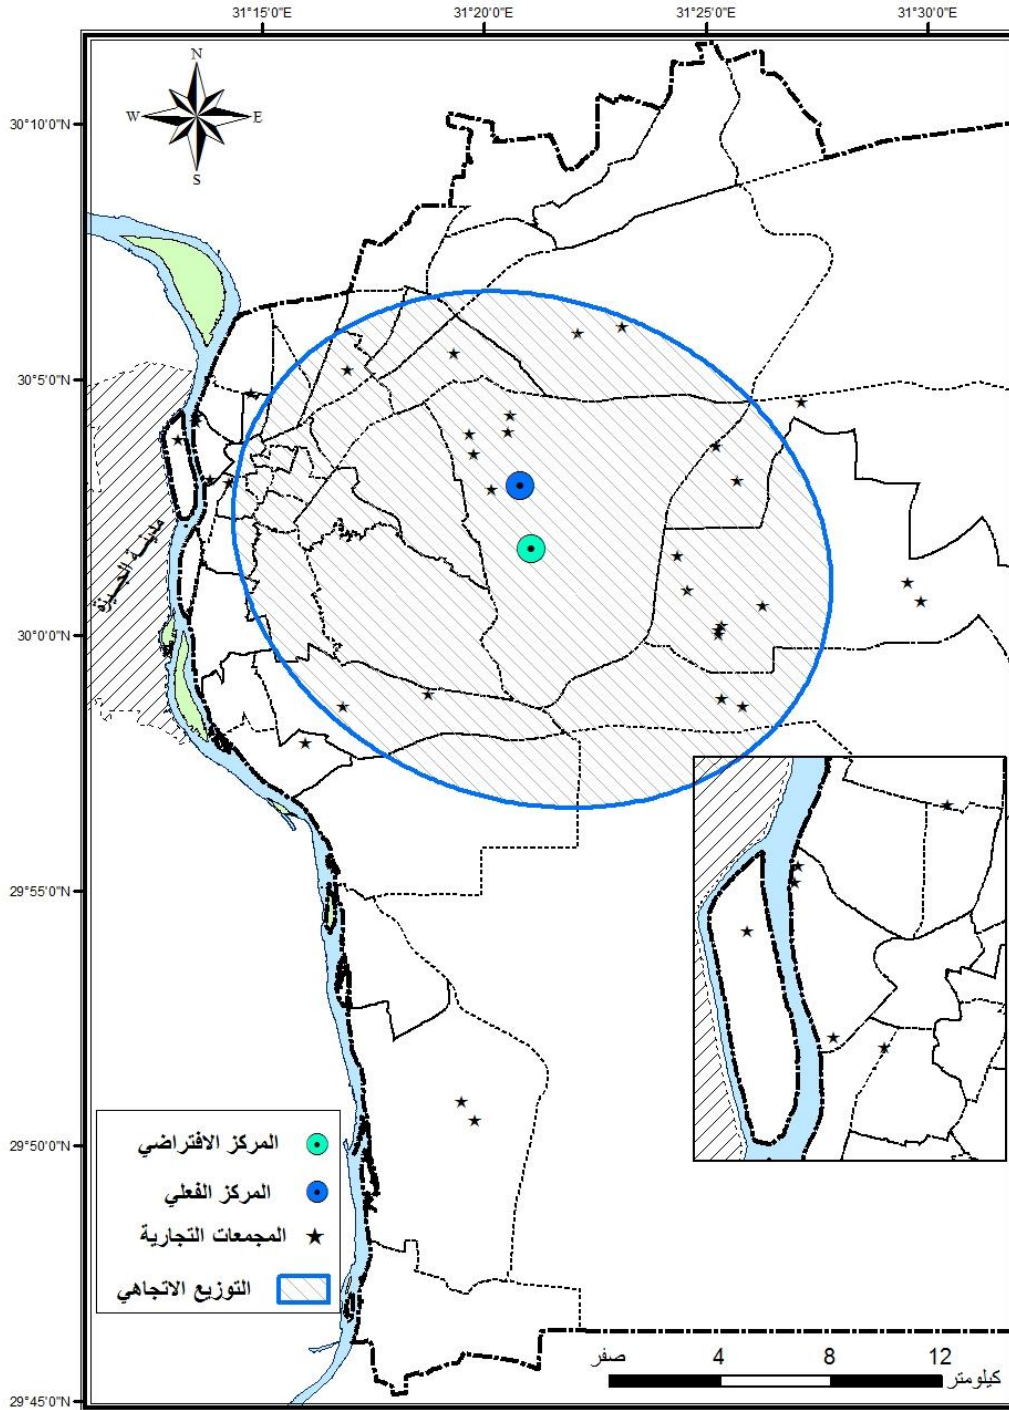 31°15'0"E 31°20'0"E 31°25'0"E 31°30'0"E
N
W E
S
30°10'0"N
30°5'0"N
30°0'0"N
29°55'0"N
29°50'0"N
29°45'0"N
مدينة الجيزة
المركز الافتراضي
المركز الفعلي
المجمعات التجارية
التوزيع الاتجاهي
صفر 4 8 12
كيلومتر